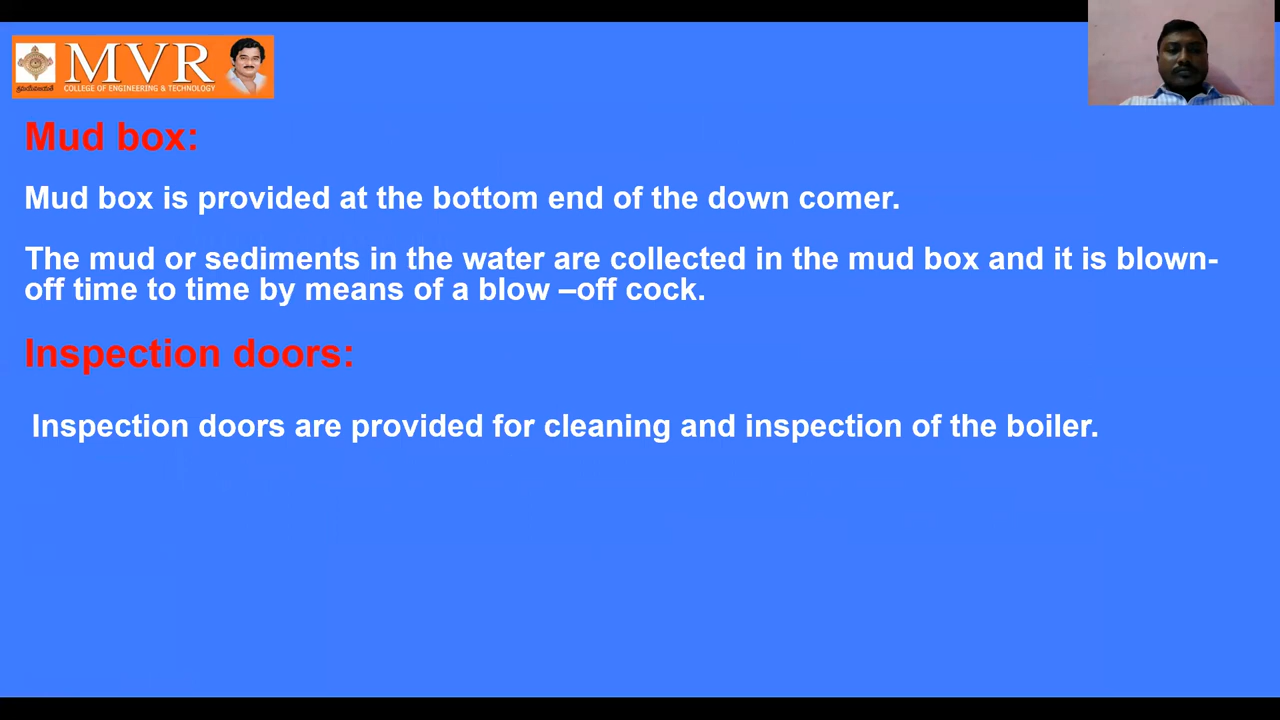 MVR
COLLEGE OF ENGINEERING & TECHNOLOGY
Mud box:
Mud box is provided at the bottom end of the down comer.
The mud or sediments in the water are collected in the mud box and it is blown-
off time to time by means of a blow –off cock.
Inspection doors:
Inspection doors are provided for cleaning and inspection of the boiler.